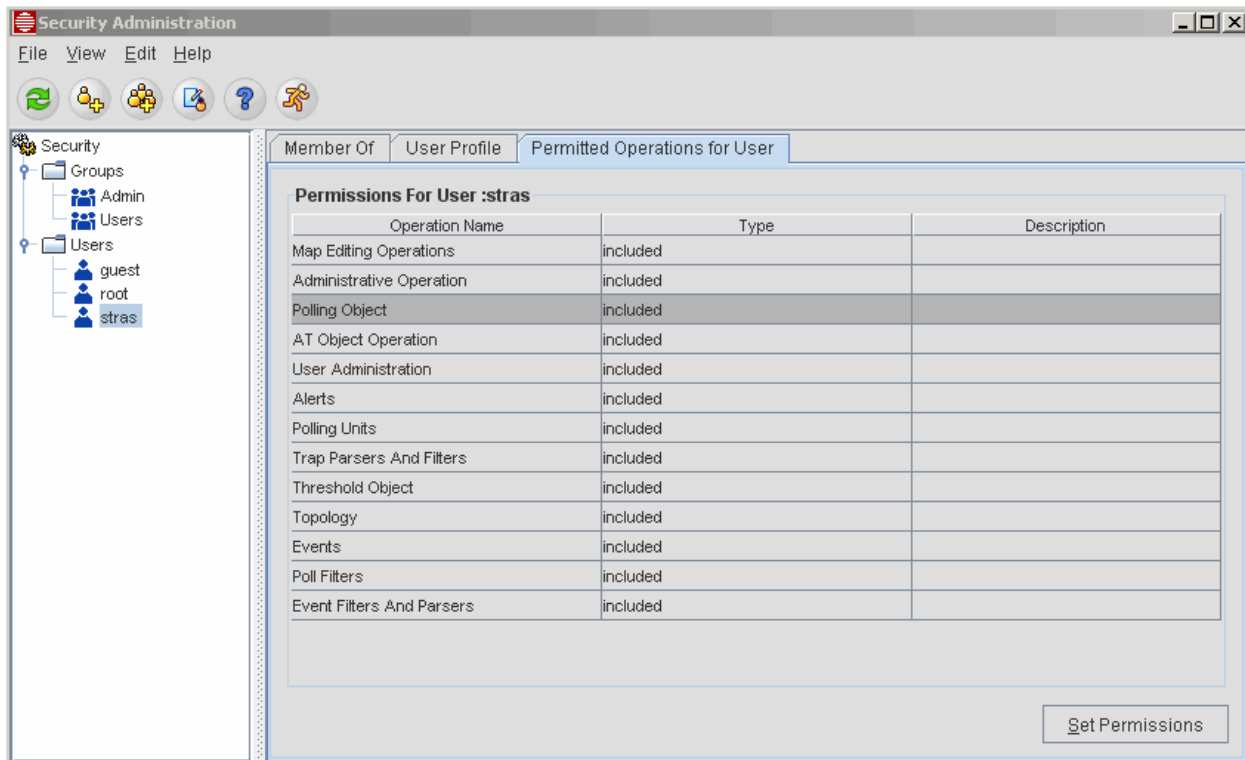 Security Administration
File View Edit Help
Security
Groups
Admin
Users
Users
guest
root
stras
Member Of User Profile Permitted Operations for User
Permissions For User :stras
Operation Name Type Description
Map Editing Operations included
Administrative Operation included
Polling Object included
AT Object Operation included
User Administration included
Alerts included
Polling Units included
Trap Parsers And Filters included
Threshold Object included
Topology included
Events included
Poll Filters included
Event Filters And Parsers included
Set Permissions